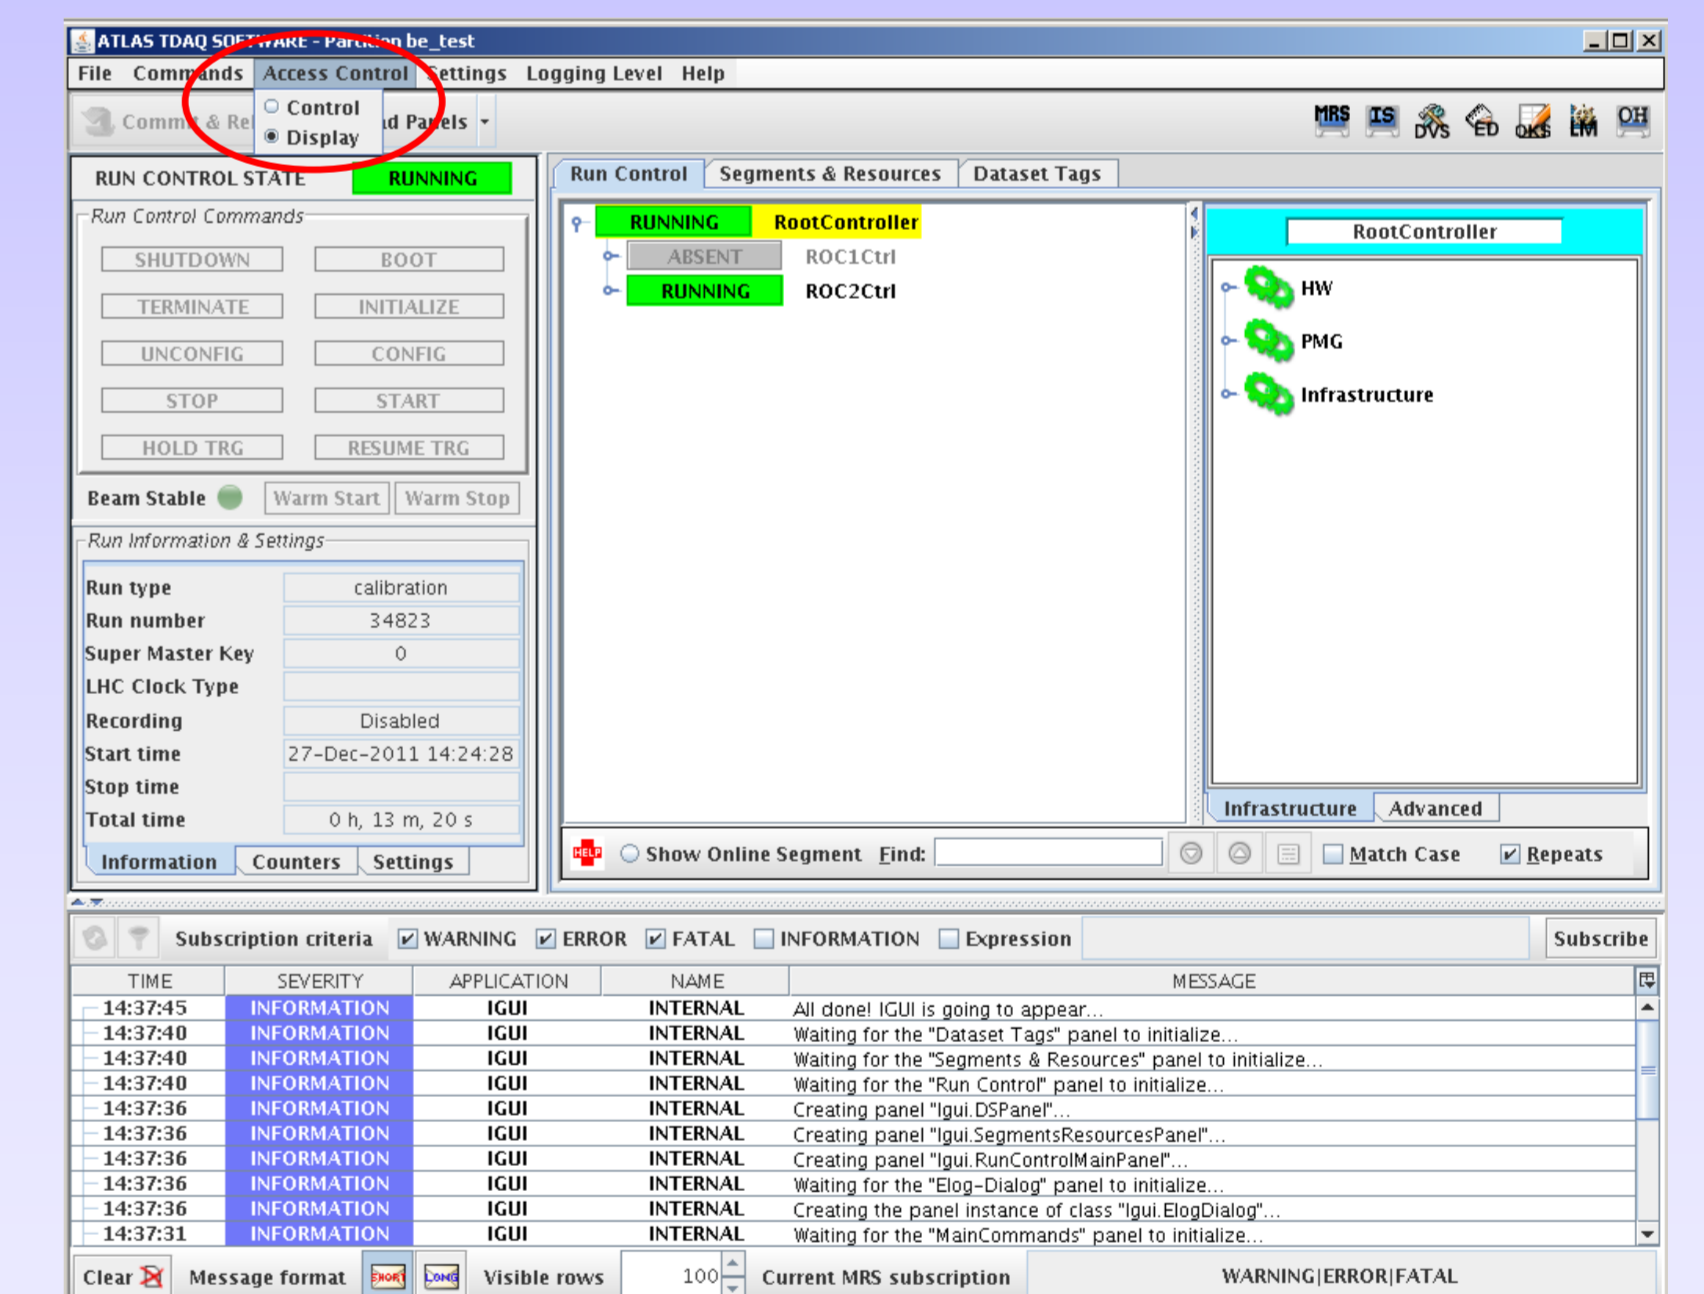 ATLAS TDAQ SOFTWARE - Partition be_test
File Commands Access Control Settings Logging Level Help
Control
Display
Commit & Rel
ad Panels
MRS IS DVS ED OKS LM OH
RUN CONTROL STATE RUNNING
Run Control Commands
SHUTDOWN BOOT
TERMINATE INITIALIZE
UNCONFIG CONFIG
STOP START
HOLD TRG RESUME TRG
Beam Stable Warm Start Warm Stop
Run Information & Settings
Run type calibration
Run number 34823
Super Master Key 0
LHC Clock Type
Recording Disabled
Start time 27-Dec-2011 14:24:28
Stop time
Total time 0 h, 13 m, 20 s
Information Counters Settings
Run Control Segments & Resources Dataset Tags
RUNNING RootController
ABSENT ROC1Ctrl
RUNNING ROC2Ctrl
RootController
HW
PMG
Infrastructure
Infrastructure Advanced
HELP Show Online Segment Find: Match Case Repeats
Subscription criteria WARNING ERROR FATAL INFORMATION Expression Subscribe
TIME SEVERITY APPLICATION NAME MESSAGE
14:37:45 INFORMATION IGUI INTERNAL All done! IGUI is going to appear...
14:37:40 INFORMATION IGUI INTERNAL Waiting for the "Dataset Tags" panel to initialize...
14:37:40 INFORMATION IGUI INTERNAL Waiting for the "Segments & Resources" panel to initialize...
14:37:40 INFORMATION IGUI INTERNAL Waiting for the "Run Control" panel to initialize...
14:37:36 INFORMATION IGUI INTERNAL Creating panel "Igui.DSPanel"...
14:37:36 INFORMATION IGUI INTERNAL Creating panel "Igui.SegmentsResourcesPanel"...
14:37:36 INFORMATION IGUI INTERNAL Creating panel "Igui.RunControlMainPanel"...
14:37:36 INFORMATION IGUI INTERNAL Waiting for the "Elog-Dialog" panel to initialize...
14:37:36 INFORMATION IGUI INTERNAL Creating the panel instance of class "Igui.ElogDialog"...
14:37:31 INFORMATION IGUI INTERNAL Waiting for the "MainCommands" panel to initialize...
Clear Message format SHORT LONG Visible rows 100 Current MRS subscription WARNING|ERROR|FATAL